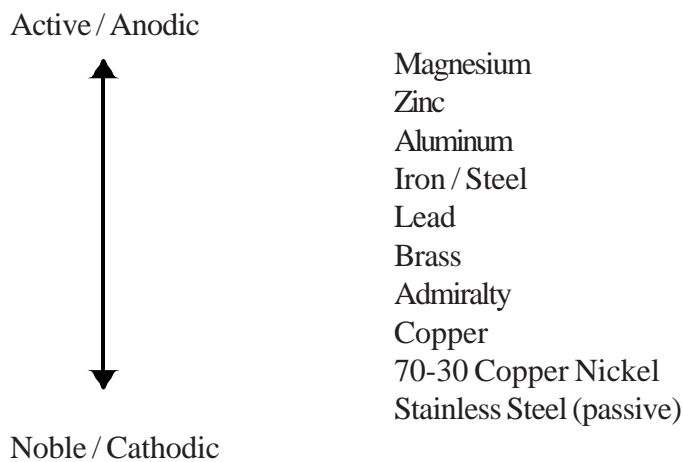 Active / Anodic
Magnesium
Zinc
Aluminum
Iron / Steel
Lead
Brass
Admiralty
Copper
70-30 Copper Nickel
Stainless Steel (passive)
Noble / Cathodic